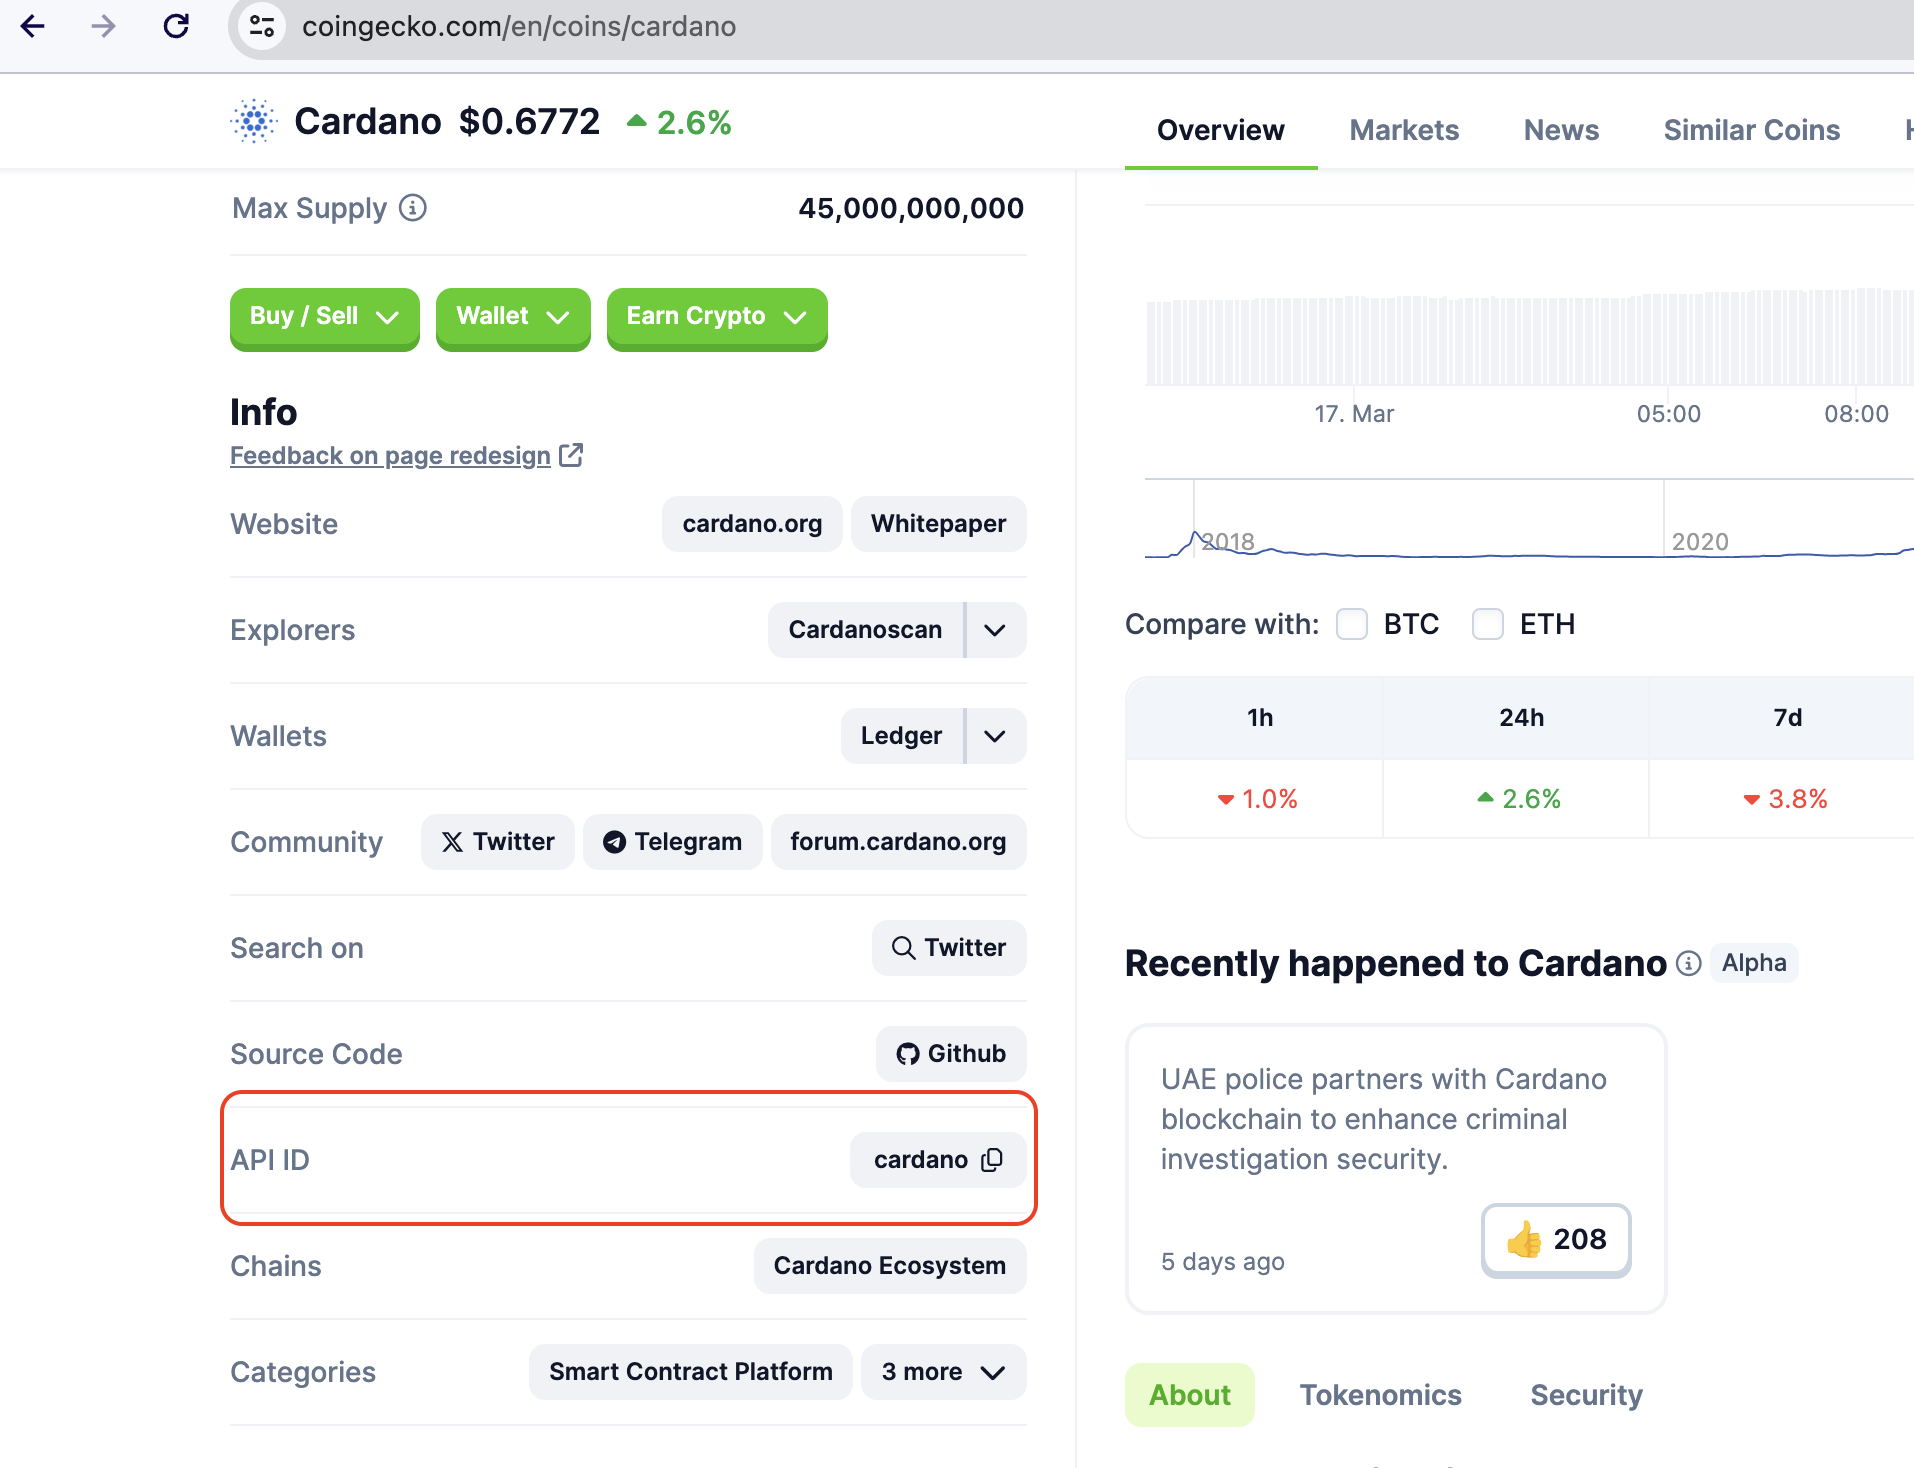 coingecko.com/en/coins/cardano
Cardano $0.6772 2.6%
Overview Markets News Similar Coins
Max Supply 45,000,000,000
Buy / Sell Wallet Earn Crypto
Info
Feedback on page redesign
Website cardano.org Whitepaper
Explorers Cardanoscan
Wallets Ledger
Community Twitter Telegram forum.cardano.org
Search on Twitter
Source Code Github
API ID cardano
Chains Cardano Ecosystem
Categories Smart Contract Platform 3 more
17. Mar 05:00 08:00
2018 2020
Compare with: BTC ETH
1h 24h 7d
1.0% 2.6% 3.8%
Recently happened to Cardano Alpha
UAE police partners with Cardano
blockchain to enhance criminal
investigation security.
5 days ago 208
About Tokenomics Security